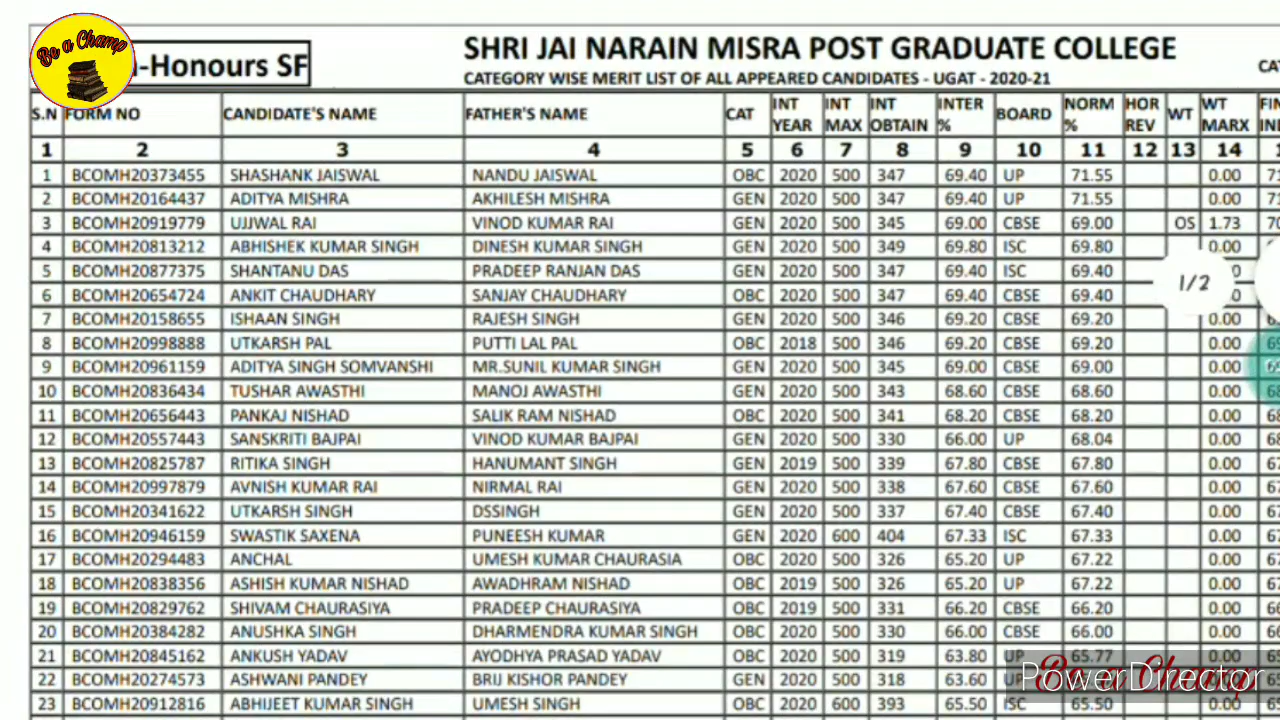 Be a Champ
-Honours SF
SHRI JAI NARAIN MISRA POST GRADUATE COLLEGE
CATEGORY WISE MERIT LIST OF ALL APPEARED CANDIDATES - UGAT - 2020-21
S.N FORM NO CANDIDATE'S NAME FATHER'S NAME CAT INT YEAR INT MAX INT OBTAIN INTER % BOARD NORM % HOR REV WT WT MARX
1 2 3 4 5 6 7 8 9 10 11 12 13 14
1 BCOMH20373455 SHASHANK JAISWAL NANDU JAISWAL OBC 2020 500 347 69.40 UP 71.55 0.00
2 BCOMH20164437 ADITYA MISHRA AKHILESH MISHRA GEN 2020 500 347 69.40 UP 71.55 0.00
3 BCOMH20919779 UJJWAL RAI VINOD KUMAR RAI GEN 2020 500 345 69.00 CBSE 69.00 OS 1.73
4 BCOMH20813212 ABHISHEK KUMAR SINGH DINESH KUMAR SINGH GEN 2020 500 349 69.80 ISC 69.80 0.00
5 BCOMH20877375 SHANTANU DAS PRADEEP RANJAN DAS GEN 2020 500 347 69.40 ISC 69.40
1/2
6 BCOMH20654724 ANKIT CHAUDHARY SANJAY CHAUDHARY OBC 2020 500 347 69.40 CBSE 69.40
7 BCOMH20158655 ISHAAN SINGH RAJESH SINGH GEN 2020 500 346 69.20 CBSE 69.20 0.00
8 BCOMH20998888 UTKARSH PAL PUTTI LAL PAL OBC 2018 500 346 69.20 CBSE 69.20 0.00
9 BCOMH20961159 ADITYA SINGH SOMVANSHI MR.SUNIL KUMAR SINGH GEN 2020 500 345 69.00 CBSE 69.00 0.00
10 BCOMH20836434 TUSHAR AWASTHI MANOJ AWASTHI GEN 2020 500 343 68.60 CBSE 68.60 0.00
11 BCOMH20656443 PANKAJ NISHAD SALIK RAM NISHAD OBC 2020 500 341 68.20 CBSE 68.20 0.00
12 BCOMH20557443 SANSKRITI BAJPAI VINOD KUMAR BAJPAI GEN 2020 500 330 66.00 UP 68.04 0.00
13 BCOMH20825787 RITIKA SINGH HANUMANT SINGH GEN 2019 500 339 67.80 CBSE 67.80 0.00
14 BCOMH20997879 AVNISH KUMAR RAI NIRMAL RAI GEN 2020 500 338 67.60 CBSE 67.60 0.00
15 BCOMH20341622 UTKARSH SINGH DSSINGH GEN 2020 500 337 67.40 CBSE 67.40 0.00
16 BCOMH20946159 SWASTIK SAXENA PUNEESH KUMAR GEN 2020 600 404 67.33 ISC 67.33 0.00
17 BCOMH20294483 ANCHAL UMESH KUMAR CHAURASIA OBC 2020 500 326 65.20 UP 67.22 0.00
18 BCOMH20838356 ASHISH KUMAR NISHAD AWADHRAM NISHAD OBC 2019 500 326 65.20 UP 67.22 0.00
19 BCOMH20829762 SHIVAM CHAURASIYA PRADEEP CHAURASIYA OBC 2019 500 331 66.20 CBSE 66.20 0.00
20 BCOMH20384282 ANUSHKA SINGH DHARMENDRA KUMAR SINGH OBC 2020 500 330 66.00 CBSE 66.00 0.00
21 BCOMH20845162 ANKUSH YADAV AYODHYA PRASAD YADAV OBC 2020 500 319 63.80 UP 65.77 0.00
22 BCOMH20274573 ASHWANI PANDEY BRIJ KISHOR PANDEY GEN 2020 500 318 63.60
23 BCOMH20912816 ABHIJEET KUMAR SINGH UMESH SINGH OBC 2020 600 393 65.50 ISC 65.50 0.00
Be a Champ
PowerDirector